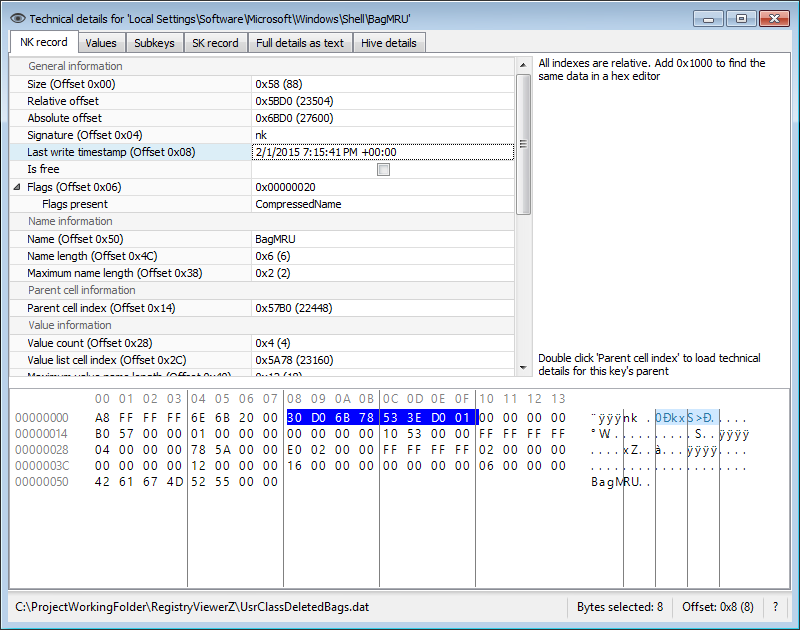 Technical details for 'Local Settings\Software\Microsoft\Windows\Shell\BagMRU'
NK record Values Subkeys SK record Full details as text Hive details
General information
Size (Offset 0x00) 0x58 (88)
Relative offset 0x5BD0 (23504)
Absolute offset 0x6BD0 (27600)
Signature (Offset 0x04) nk
Last write timestamp (Offset 0x08) 2/1/2015 7:15:41 PM +00:00
Is free
Flags (Offset 0x06) 0x00000020
Flags present CompressedName
Name information
Name (Offset 0x50) BagMRU
Name length (Offset 0x4C) 0x6 (6)
Maximum name length (Offset 0x38) 0x2 (2)
Parent cell information
Parent cell index (Offset 0x14) 0x57B0 (22448)
Value information
Value count (Offset 0x28) 0x4 (4)
Value list cell index (Offset 0x2C) 0x5A78 (23160)
All indexes are relative. Add 0x1000 to find the
same data in a hex editor
Double click 'Parent cell index' to load technical
details for this key's parent
00 01 02 03 04 05 06 07 08 09 0A 0B 0C 0D 0E 0F 10 11 12 13
00000000 A8 FF FF FF 6E 6B 20 00 30 D0 6B 78 53 3E D0 01 00 00 00 00 ¨ÿÿÿnk .0ÐkxS>Ð.....
00000014 B0 57 00 00 01 00 00 00 00 00 00 00 10 53 00 00 FF FF FF FF °W...........S..ÿÿÿÿ
00000028 04 00 00 00 78 5A 00 00 E0 02 00 00 FF FF FF FF 02 00 00 00 ....xZ..à...ÿÿÿÿ....
0000003C 00 00 00 00 12 00 00 00 16 00 00 00 00 00 00 00 06 00 00 00 ....................
00000050 42 61 67 4D 52 55 00 00 BagMRU..
C:\ProjectWorkingFolder\RegistryViewerZ\UsrClassDeletedBags.dat Bytes selected: 8 Offset: 0x8 (8) ?